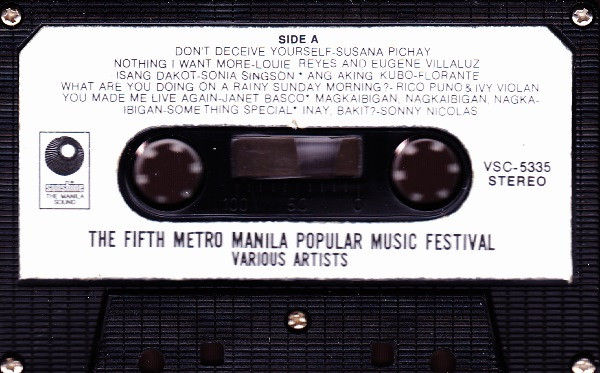 SIDE A
DON'T DECEIVE YOURSELF-SUSANA PICHAY
NOTHING I WANT MORE-LOUIE REYES AND EUGENE VILLALUZ
ISANG DAKOT-SONIA SINGSON * ANG AKING KUBO-FLORANTE
WHAT ARE YOU DOING ON A RAINY SUNDAY MORNING?-RICO PUNO & IVY VIOLAN
YOU MADE ME LIVE AGAIN-JANET BASCO * MAGKAIBIGAN, NAGKAIBIGAN, NAGKA-
IBIGAN-SOMETHING SPECIAL * INAY, BAKIT?-SONNY NICOLAS
sunshine
THE MANILA
SOUND
VSC-5335
STEREO
50
0
THE FIFTH METRO MANILA POPULAR MUSIC FESTIVAL
VARIOUS ARTISTS